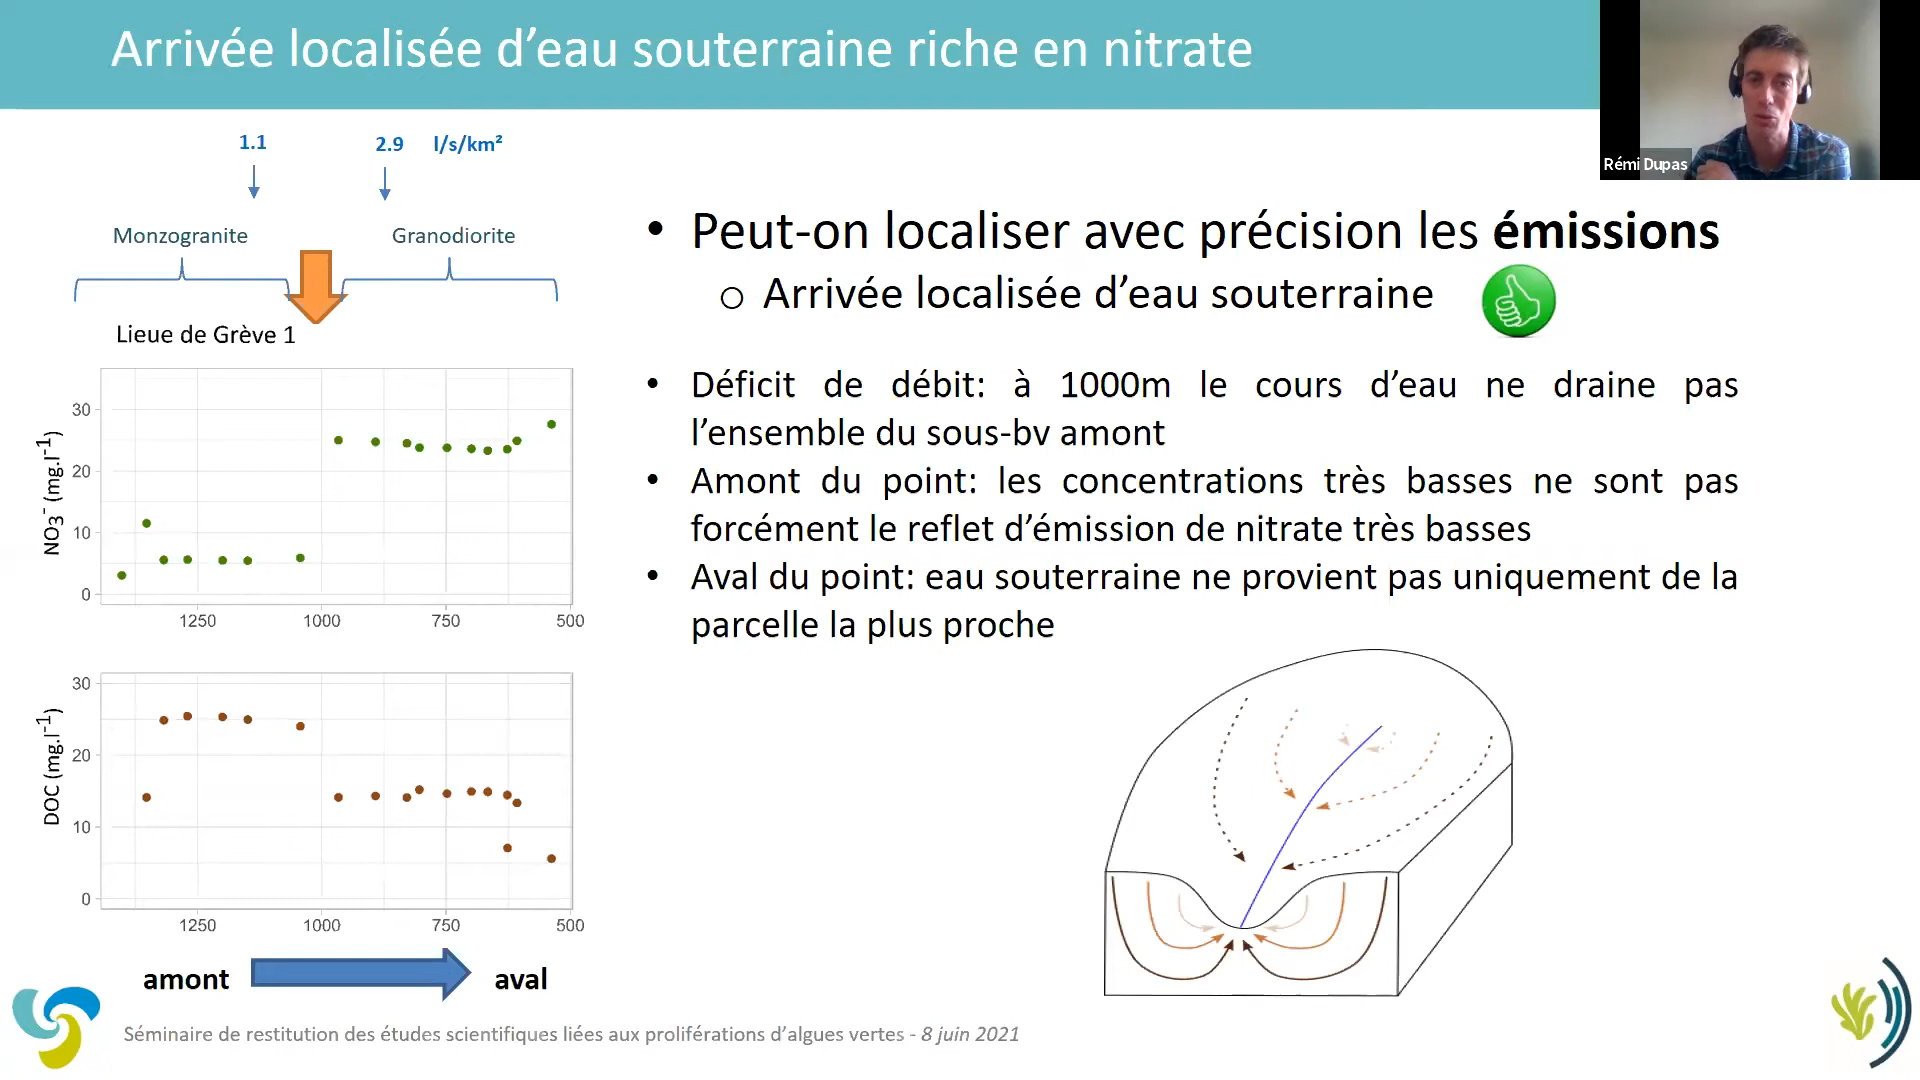 Arrivée localisée d’eau souterraine riche en nitrate
Rémi Dupas
1.1
2.9 l/s/km²
Monzogranite
Granodiorite
Lieue de Grève 1
NO3⁻ (mg.l⁻¹)
30
20
10
0
1250 1000 750 500
DOC (mg.l⁻¹)
30
20
10
0
1250 1000 750 500
amont aval
• Peut-on localiser avec précision les émissions
o Arrivée localisée d’eau souterraine
• Déficit de débit: à 1000m le cours d’eau ne draine pas
l’ensemble du sous-bv amont
• Amont du point: les concentrations très basses ne sont pas
forcément le reflet d’émission de nitrate très basses
• Aval du point: eau souterraine ne provient pas uniquement de la
parcelle la plus proche
Séminaire de restitution des études scientifiques liées aux proliférations d’algues vertes - 8 juin 2021